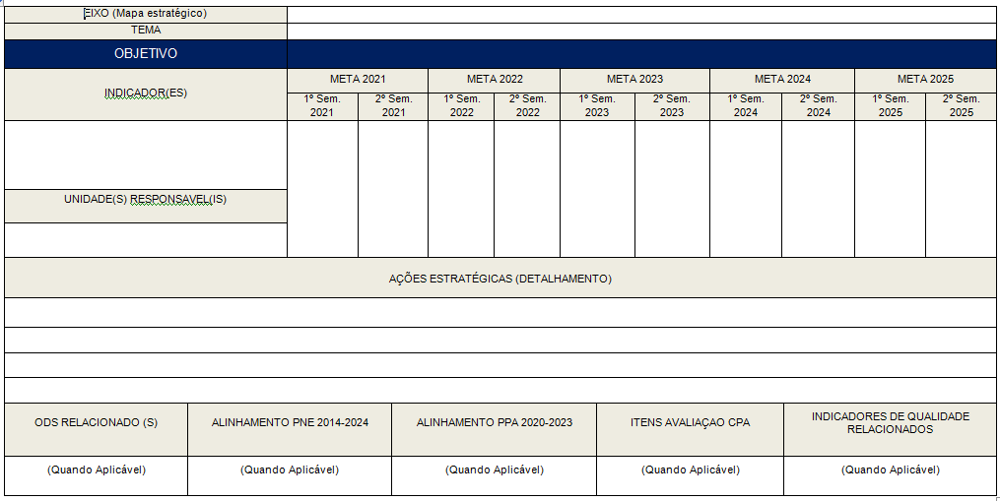 EIXO (Mapa estratégico)
TEMA
OBJETIVO
INDICADOR(ES)
META 2021
META 2022
META 2023
META 2024
META 2025
1º Sem. 2021
2º Sem. 2021
1º Sem. 2022
2º Sem. 2022
1º Sem. 2023
2º Sem. 2023
1º Sem. 2024
2º Sem. 2024
1º Sem. 2025
2º Sem. 2025
UNIDADE(S) RESPONSAVEL(IS)
AÇÕES ESTRATÉGICAS (DETALHAMENTO)
ODS RELACIONADO (S)
ALINHAMENTO PNE 2014-2024
ALINHAMENTO PPA 2020-2023
ITENS AVALIAÇAO CPA
INDICADORES DE QUALIDADE
RELACIONADOS
(Quando Aplicável)
(Quando Aplicável)
(Quando Aplicável)
(Quando Aplicável)
(Quando Aplicável)